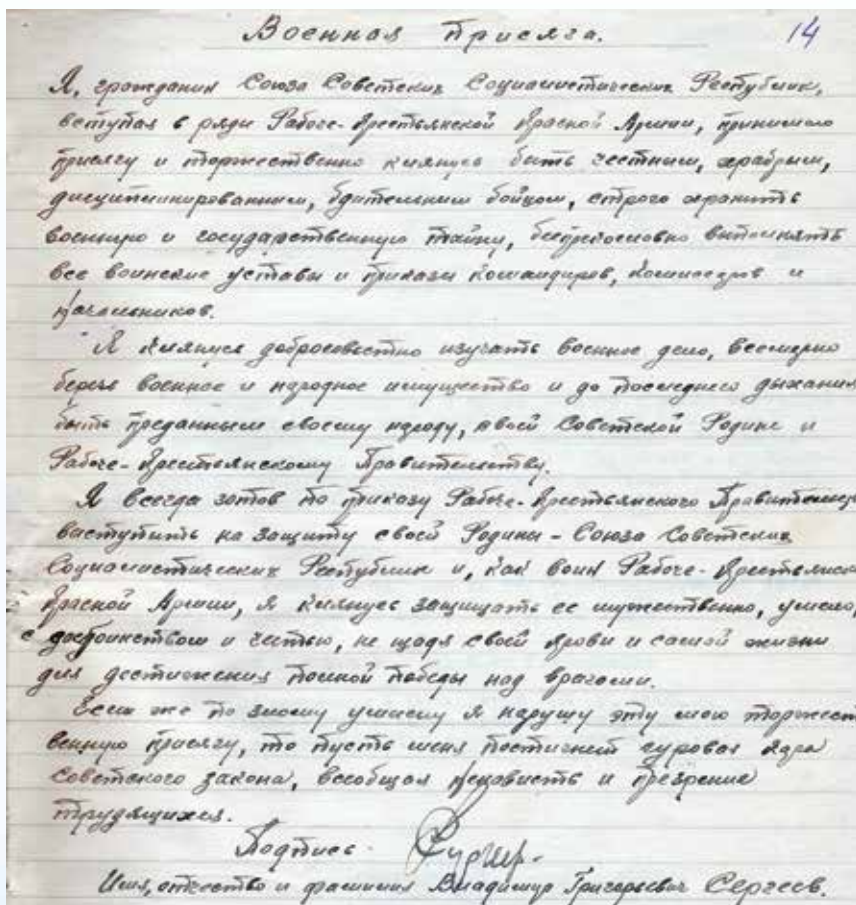 Военная присяга. 14
Я, гражданин Союза Советских Социалистических Республик,
вступая в ряды Рабоче-Крестьянской Красной Армии, принимаю
присягу и торжественно клянусь быть честным, храбрым,
дисциплинированным, бдительным бойцом, строго хранить
военную и государственную тайну, беспрекословно выполнять
все воинские уставы и приказы командиров, комиссаров и
начальников.
Я клянусь добросовестно изучать военное дело, всемерно
беречь военное и народное имущество и до последнего дыхания
быть преданным своему народу, своей Советской Родине и
Рабоче-Крестьянскому Правительству.
Я всегда готов по приказу Рабоче-Крестьянского Правительства
выступить на защиту своей Родины - Союза Советских
Социалистических Республик и, как воин Рабоче-Крестьянской
Красной Армии, я клянусь защищать ее мужественно, умело,
с достоинством и честью, не щадя своей крови и самой жизни
для достижения полной победы над врагами.
Если же по злому умыслу я нарушу эту мою торжест
венную присягу, то пусть меня постигнет суровая кара
Советского закона, всеобщая ненависть и презрение
трудящихся.
Подпись -
Имя, отчество и фамилия Владимир Григорьевич Сергеев.